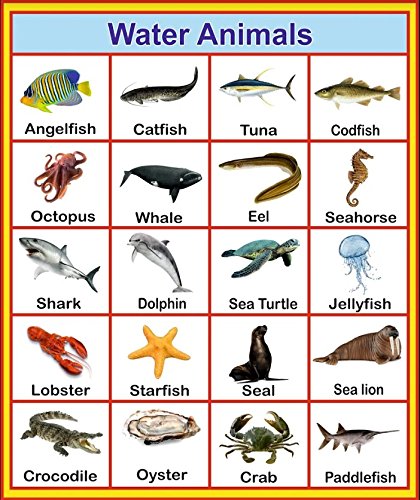 Water Animals
Angelfish
Catfish
Tuna
Codfish
Octopus
Whale
Eel
Seahorse
Shark
Dolphin
Sea Turtle
Jellyfish
Lobster
Starfish
Seal
Sea lion
Crocodile
Oyster
Crab
Paddlefish